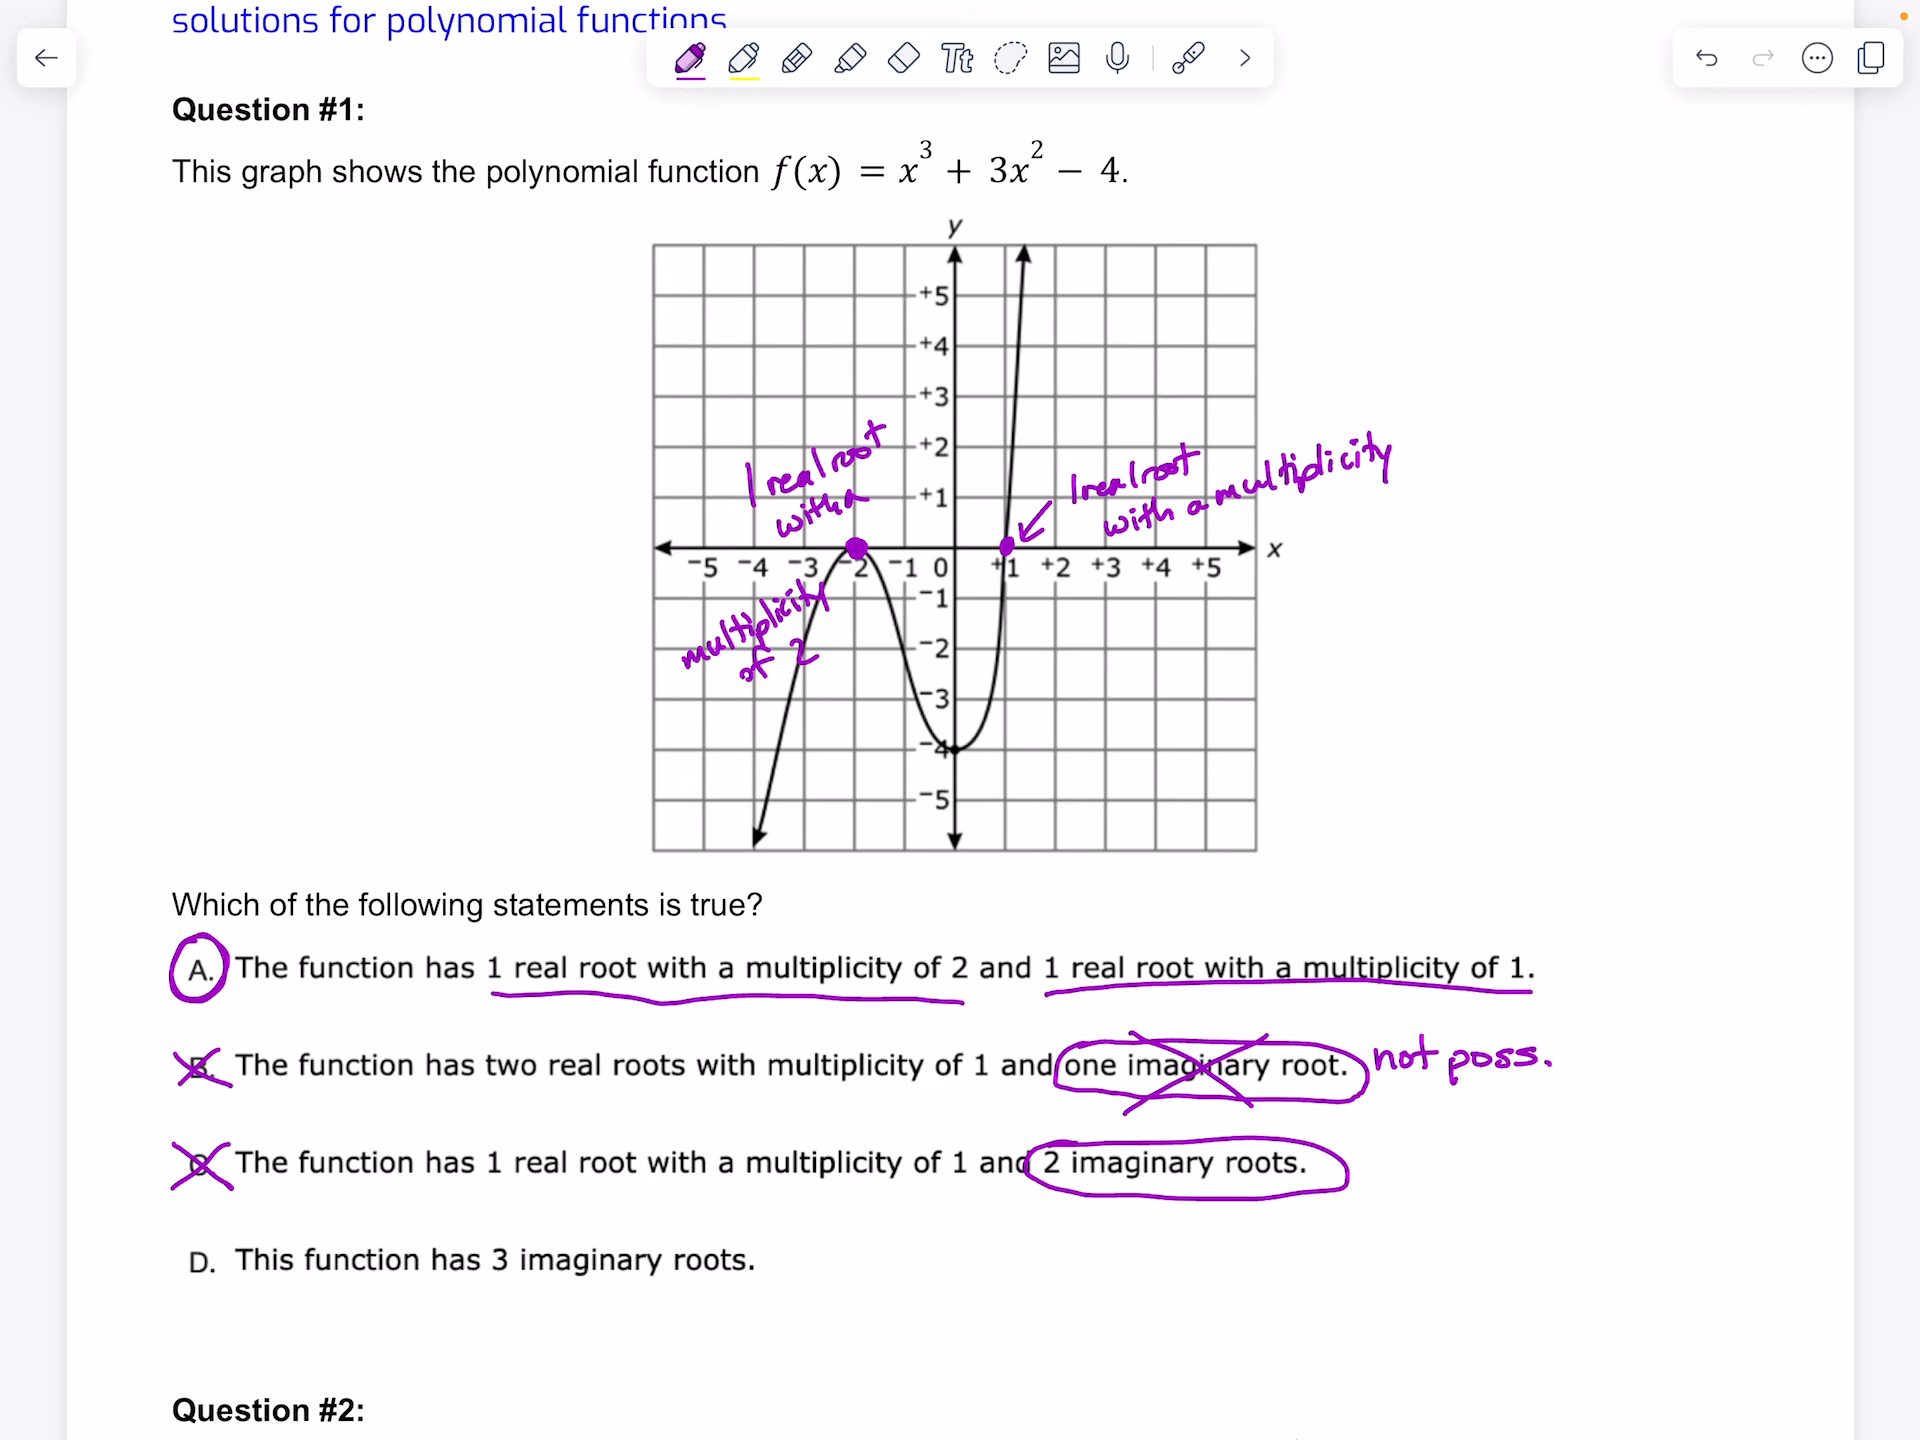 solutions for polynomial functions
Tt
Question #1:
This graph shows the polynomial function f(x) = x³ + 3x² − 4.
y
+5
+4
+3
+2
+1
1 real root
with a
1 real root
with a multiplicity
-5 -4 -3 -2 -1 0 +1 +2 +3 +4 +5 x
multiplicity
of 2
-1
-2
-3
-4
-5
Which of the following statements is true?
A. The function has 1 real root with a multiplicity of 2 and 1 real root with a multiplicity of 1.
B. The function has two real roots with multiplicity of 1 and one imaginary root. not poss.
C. The function has 1 real root with a multiplicity of 1 and 2 imaginary roots.
D. This function has 3 imaginary roots.
Question #2: